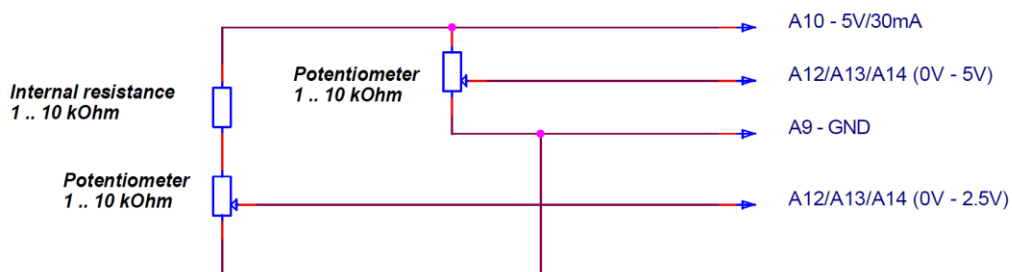 A10 - 5V/30mA
Potentiometer
1 .. 10 kOhm
A12/A13/A14 (0V - 5V)
Internal resistance
1 .. 10 kOhm
A9 - GND
Potentiometer
1 .. 10 kOhm
A12/A13/A14 (0V - 2.5V)